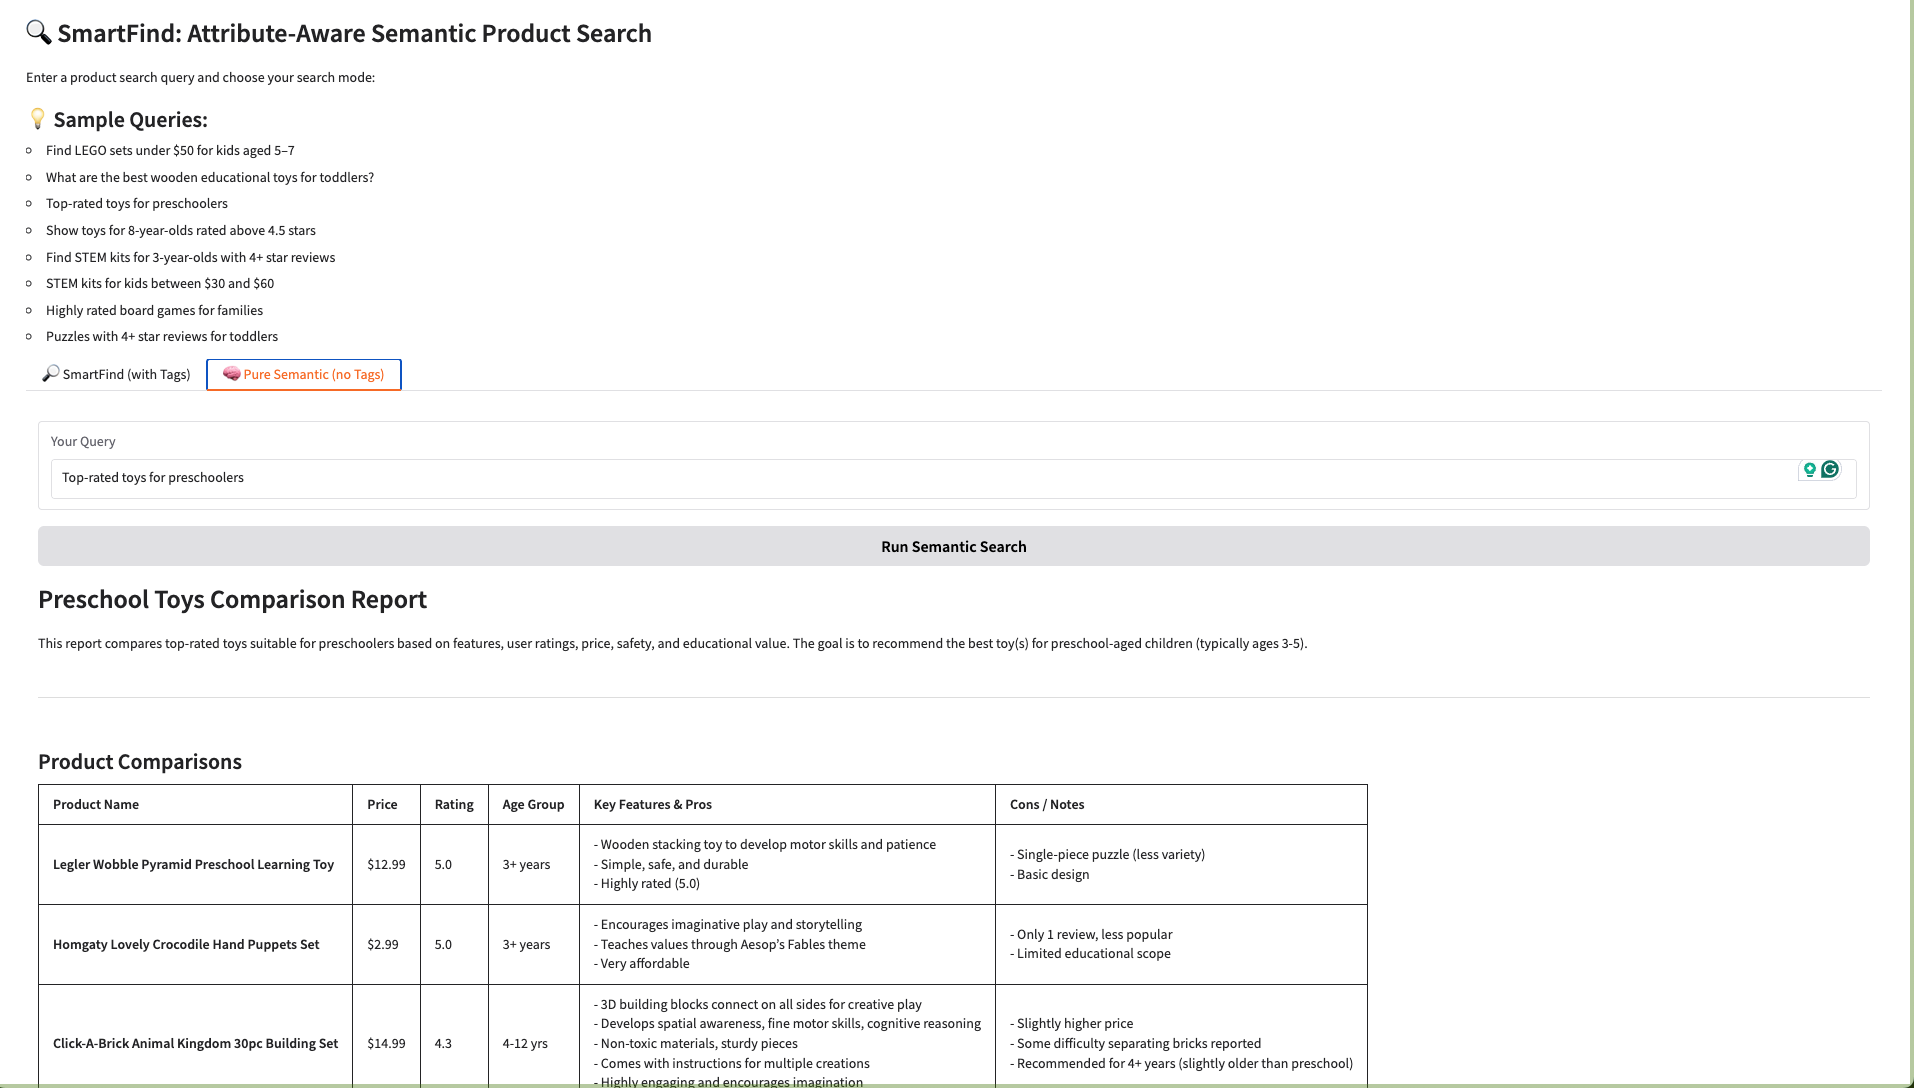 🔍 SmartFind: Attribute-Aware Semantic Product Search
Enter a product search query and choose your search mode:
💡 Sample Queries:
Find LEGO sets under $50 for kids aged 5–7
What are the best wooden educational toys for toddlers?
Top-rated toys for preschoolers
Show toys for 8-year-olds rated above 4.5 stars
Find STEM kits for 3-year-olds with 4+ star reviews
STEM kits for kids between $30 and $60
Highly rated board games for families
Puzzles with 4+ star reviews for toddlers
🔎 SmartFind (with Tags) 🧠 Pure Semantic (no Tags)
Your Query
Top-rated toys for preschoolers
Run Semantic Search
Preschool Toys Comparison Report
This report compares top-rated toys suitable for preschoolers based on features, user ratings, price, safety, and educational value. The goal is to recommend the best toy(s) for preschool-aged children (typically ages 3-5).
Product Comparisons
Product Name Price Rating Age Group Key Features & Pros Cons / Notes
Legler Wobble Pyramid Preschool Learning Toy $12.99 5.0 3+ years
- Wooden stacking toy to develop motor skills and patience
- Simple, safe, and durable
- Highly rated (5.0)
- Single-piece puzzle (less variety)
- Basic design
Homgaty Lovely Crocodile Hand Puppets Set $2.99 5.0 3+ years
- Encourages imaginative play and storytelling
- Teaches values through Aesop's Fables theme
- Very affordable
- Only 1 review, less popular
- Limited educational scope
Click-A-Brick Animal Kingdom 30pc Building Set $14.99 4.3 4-12 yrs
- 3D building blocks connect on all sides for creative play
- Develops spatial awareness, fine motor skills, cognitive reasoning
- Non-toxic materials, sturdy pieces
- Comes with instructions for multiple creations
- Highly engaging and encourages imagination
- Slightly higher price
- Some difficulty separating bricks reported
- Recommended for 4+ years (slightly older than preschool)